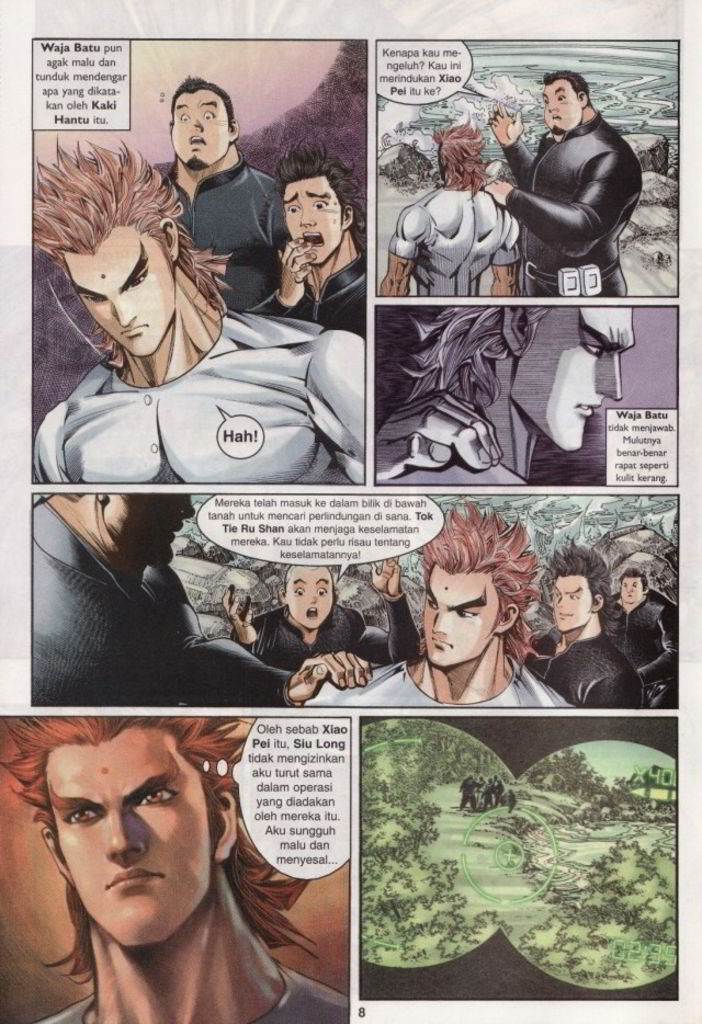 Waja Batu pun
agak malu dan
tunduk mendengar
apa yang dikata-
kan oleh Kaki
Hantu itu.
Hah!
Kenapa kau me-
ngeluh? Kau ini
merindukan Xiao
Pei itu ke?
Waja Batu
tidak menjawab.
Mulutnya
benar-benar
rapat seperti
kulit kerang.
Mereka telah masuk ke dalam bilik di bawah
tanah untuk mencari perlindungan di sana. Tok
Tie Ru Shan akan menjaga keselamatan
mereka. Kau tidak perlu risau tentang
keselamatannya!
Oleh sebab Xiao
Pei itu, Siu Long
tidak mengizinkan
aku turut sama
dalam operasi
yang diadakan
oleh mereka itu.
Aku sungguh
malu dan
menyesal...
X40
8